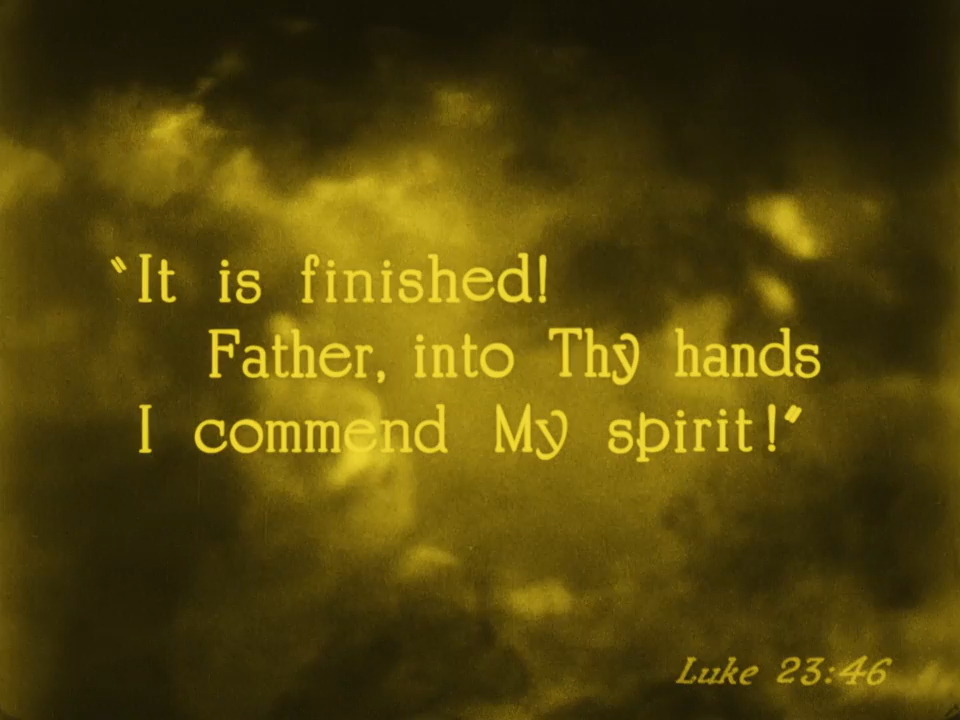 "It is finished!
Father, into Thy hands
I commend My spirit!"
Luke 23:46